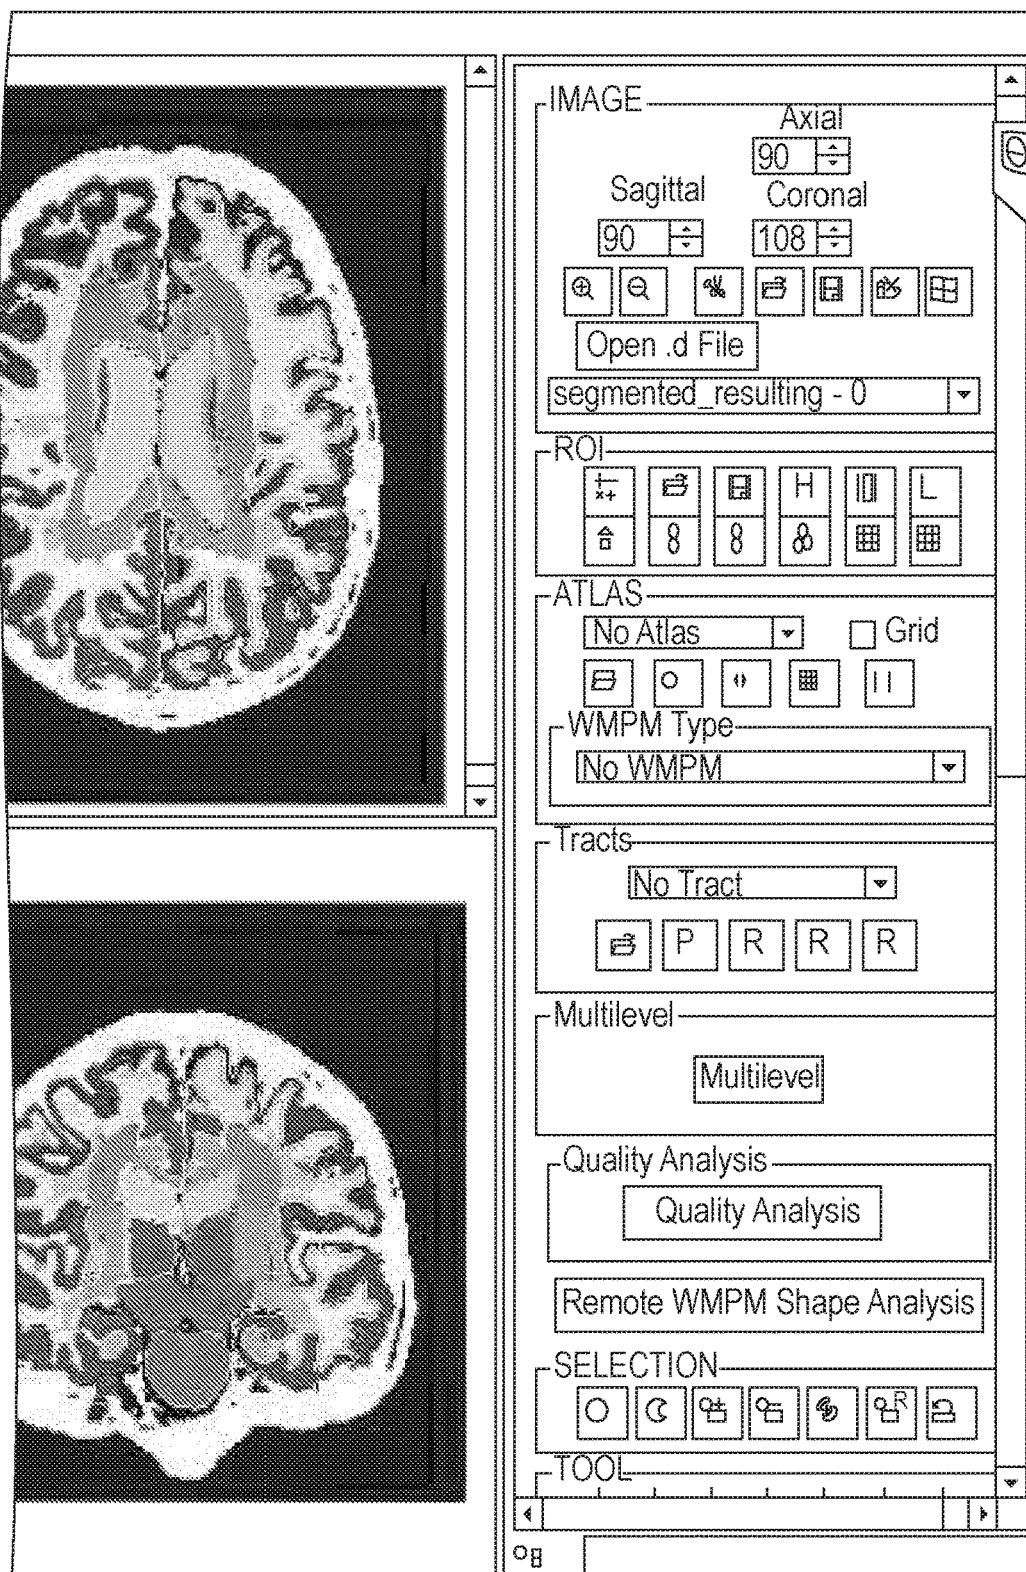 IMAGE
Axial
90
Sagittal Coronal
90 108
Open .d File
segmented_resulting - 0
ROI
H L
ATLAS
No Atlas Grid
WMPM Type
No WMPM
Tracts
No Tract
P R R R
Multilevel
Multilevel
Quality Analysis
Quality Analysis
Remote WMPM Shape Analysis
SELECTION
R
TOOL